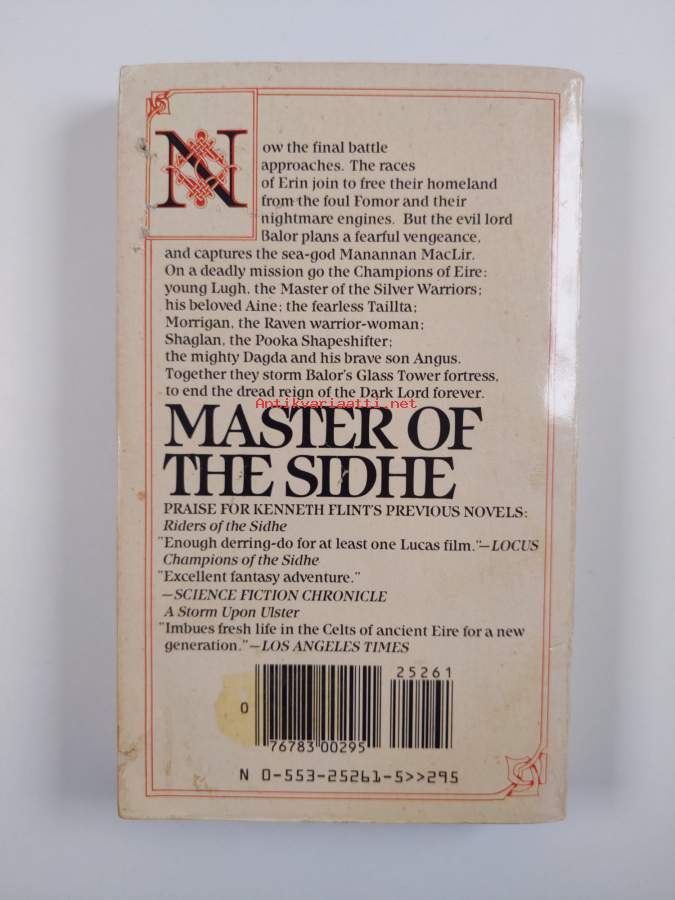 Now the final battle
approaches. The races
of Erin join to free their homeland
from the foul Fomor and their
nightmare engines. But the evil lord
Balor plans a fearful vengeance,
and captures the sea-god Manannan MacLir.
On a deadly mission go the Champions of Eire:
young Lugh, the Master of the Silver Warriors;
his beloved Aine; the fearless Taillta;
Morrigan, the Raven warrior-woman;
Shaglan, the Pooka Shapeshifter;
the mighty Dagda and his brave son Angus.
Together they storm Balor's Glass Tower fortress,
to end the dread reign of the Dark Lord forever.
Antikvariaatti.net
MASTER OF
THE SIDHE
PRAISE FOR KENNETH FLINT'S PREVIOUS NOVELS:
Riders of the Sidhe
"Enough derring-do for at least one Lucas film."—LOCUS
Champions of the Sidhe
"Excellent fantasy adventure."
—SCIENCE FICTION CHRONICLE
A Storm Upon Ulster
"Imbues fresh life in the Celts of ancient Eire for a new
generation."—LOS ANGELES TIMES
25261
0
76783 00295
N 0-553-25261-5>>295